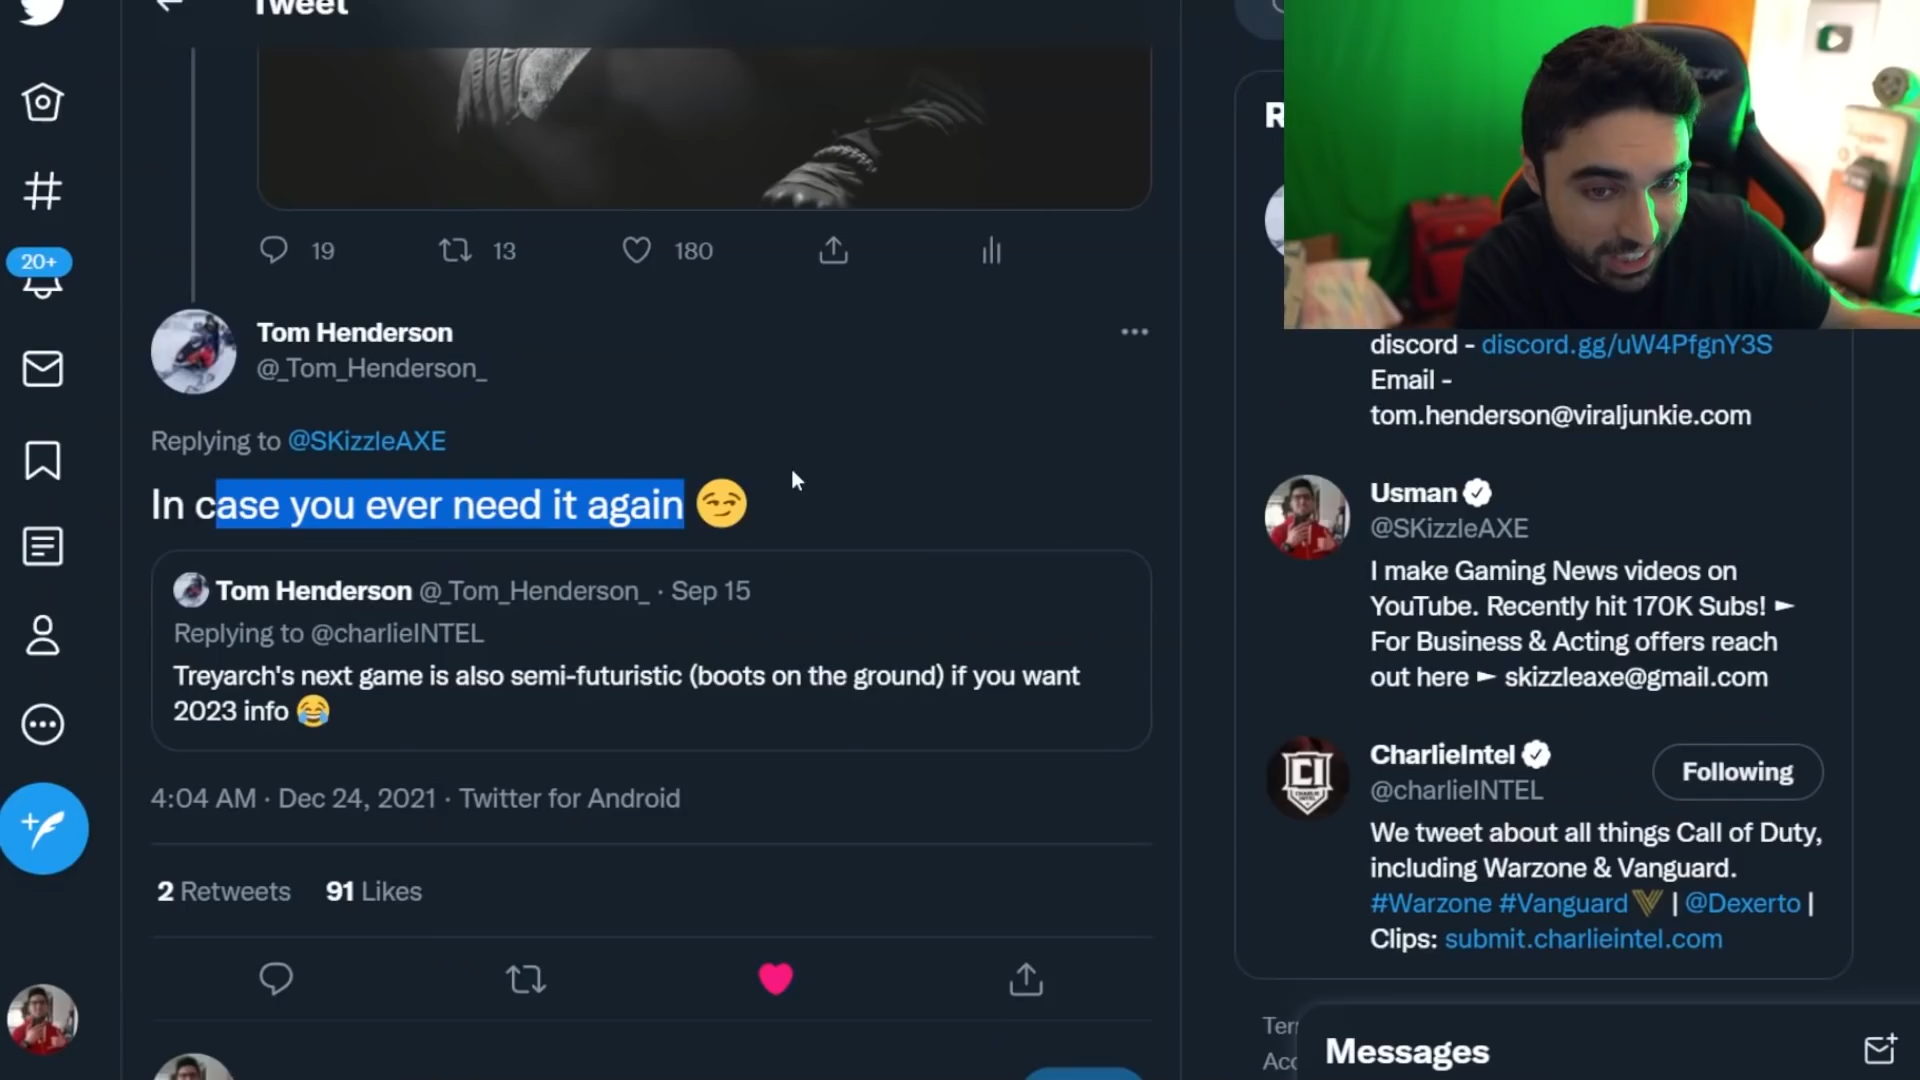 Tweet
19
13
180
20+
Tom Henderson
@_Tom_Henderson_
Replying to @SKizzleAXE
In case you ever need it again 😏
Tom Henderson @_Tom_Henderson_ · Sep 15
Replying to @charlieINTEL
Treyarch's next game is also semi-futuristic (boots on the ground) if you want
2023 info 😂
4:04 AM · Dec 24, 2021 · Twitter for Android
2 Retweets 91 Likes
R
discord - discord.gg/uW4PfgnY3S
Email -
tom.henderson@viraljunkie.com
Usman
@SKizzleAXE
I make Gaming News videos on
YouTube. Recently hit 170K Subs! ►
For Business & Acting offers reach
out here ► skizzleaxe@gmail.com
CharlieIntel
@charlieINTEL
Following
CI
We tweet about all things Call of Duty,
including Warzone & Vanguard.
#Warzone #Vanguard | @Dexerto |
Clips: submit.charlieintel.com
Ter
Acc
Messages